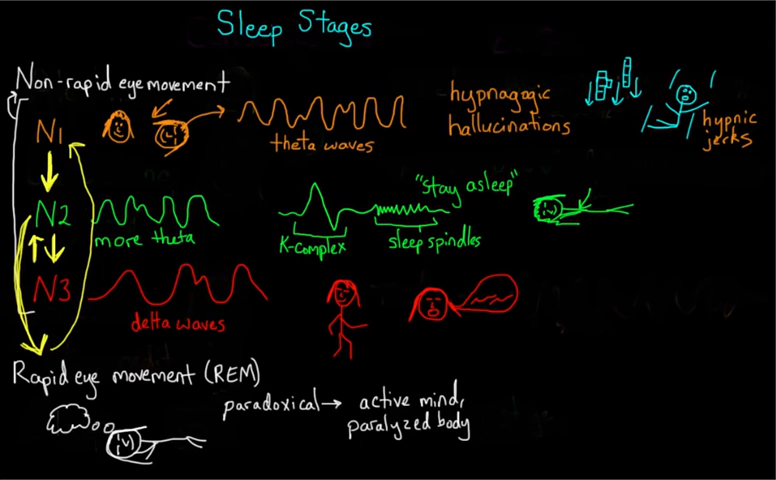 Sleep Stages
Non-rapid eye movement
N1
theta waves
hypnagogic
hallucinations
hypnic
jerks
N2
more theta
K-complex
sleep spindles
"stay asleep"
N3
delta waves
Rapid eye movement (REM)
paradoxical → active mind,
paralyzed body